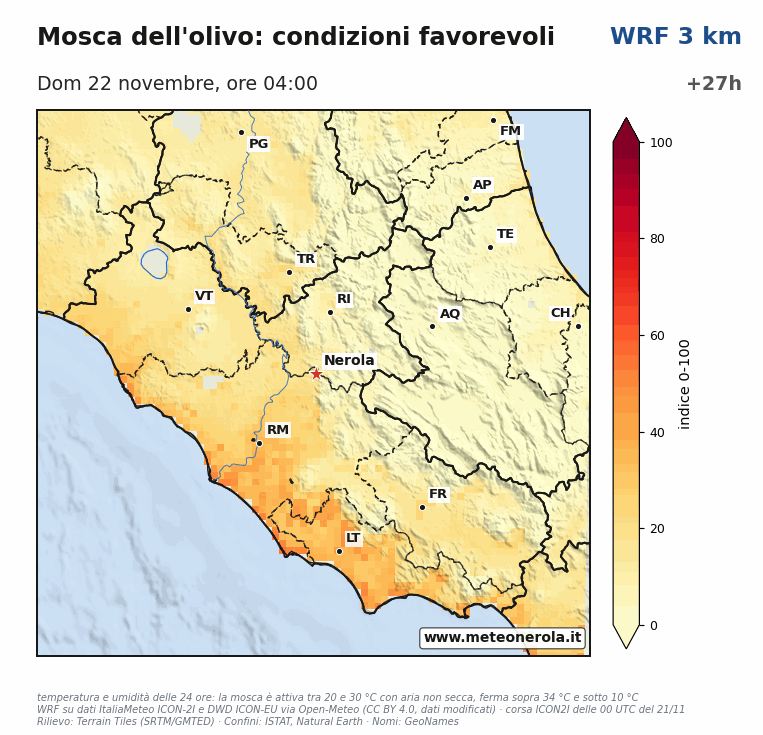 Mosca dell'olivo: condizioni favorevoli
WRF 3 km
Dom 22 novembre, ore 04:00
+27h
FM
PG
AP
TE
TR
RI
VT
AQ
CH
Nerola
RM
FR
LT
www.meteonerola.it
100
80
60
40
20
0
indice 0-100
temperatura e umidità delle 24 ore: la mosca è attiva tra 20 e 30 °C con aria non secca, ferma sopra 34 °C e sotto 10 °C
WRF su dati ItaliaMeteo ICON-2I e DWD ICON-EU via Open-Meteo (CC BY 4.0, dati modificati) · corsa ICON2I delle 00 UTC del 21/11
Rilievo: Terrain Tiles (SRTM/GMTED) · Confini: ISTAT, Natural Earth · Nomi: GeoNames